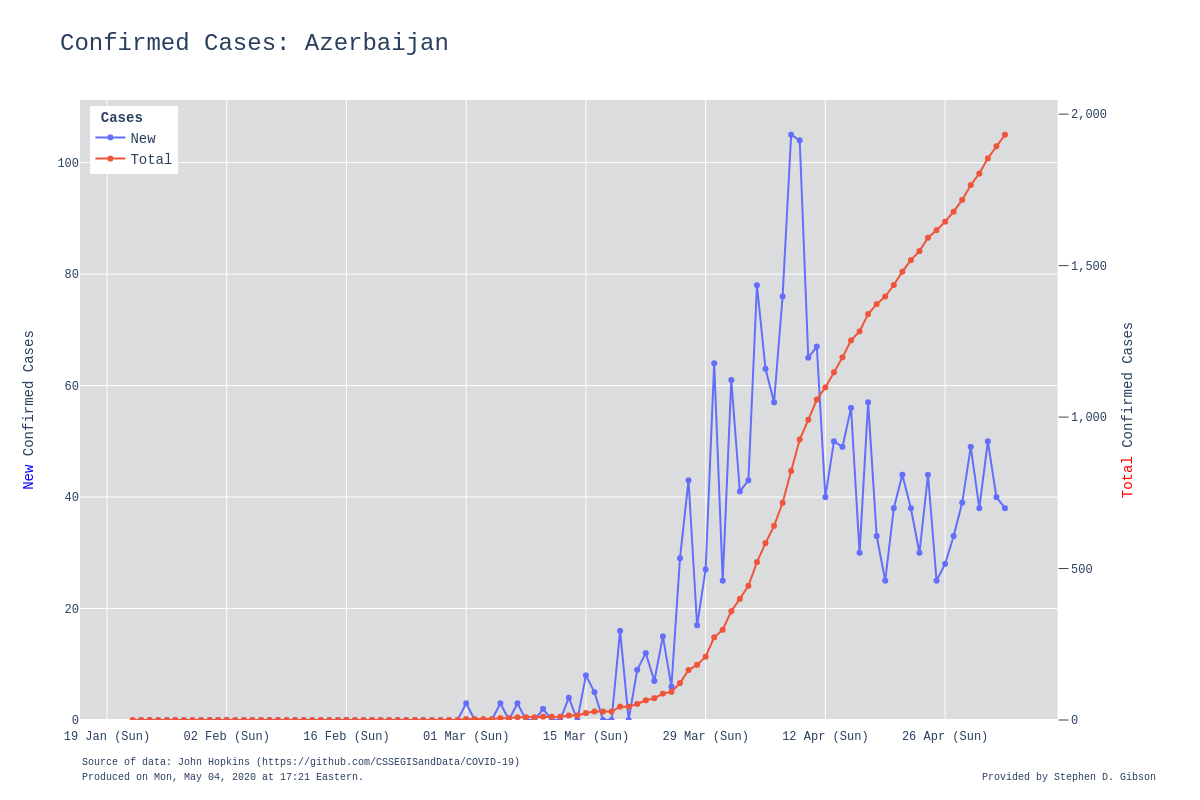 Confirmed Cases: Azerbaijan
Cases
New
Total
100
80
60
40
20
0
New Confirmed Cases
2,000
1,500
1,000
500
0
Total Confirmed Cases
19 Jan (Sun)
02 Feb (Sun)
16 Feb (Sun)
01 Mar (Sun)
15 Mar (Sun)
29 Mar (Sun)
12 Apr (Sun)
26 Apr (Sun)
Source of data: John Hopkins (https://github.com/CSSEGISandData/COVID-19)
Produced on Mon, May 04, 2020 at 17:21 Eastern.
Provided by Stephen D. Gibson